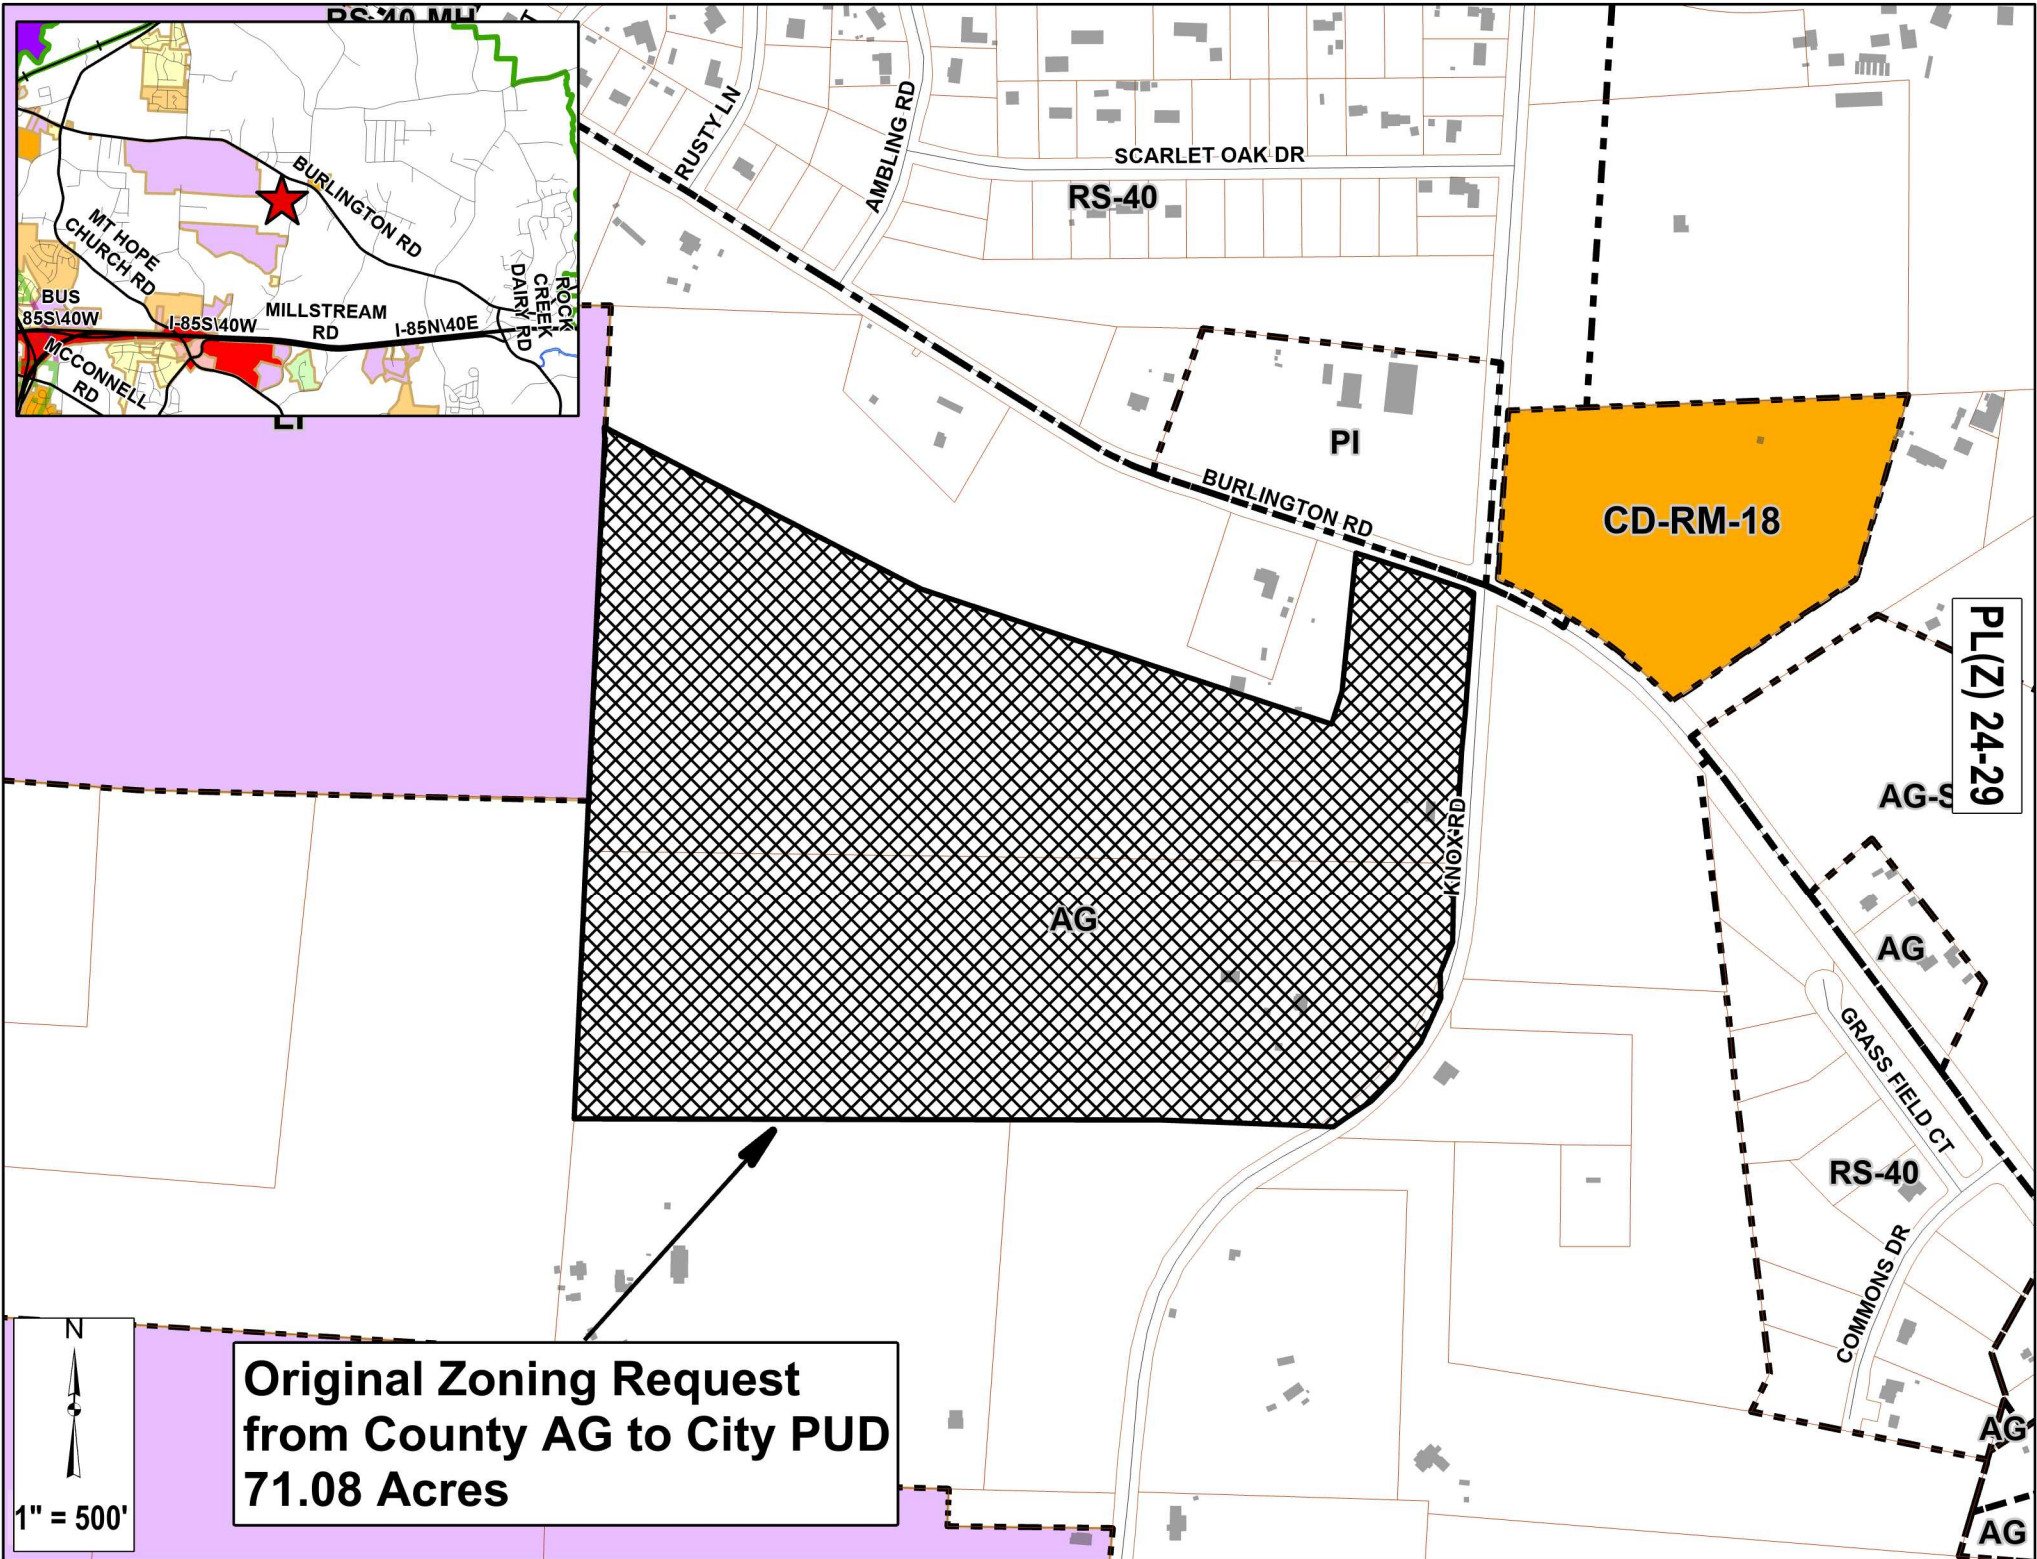 RS-40-MH
BURLINGTON RD
MT HOPE
CHURCH RD
BUS
85S\40W
I-85S\40W
MILLSTREAM
RD
I-85N\40E
ROCK
CREEK
DAIRY RD
MCCONNELL
RD
LI
RUSTY LN
AMBLING RD
SCARLET OAK DR
RS-40
PI
BURLINGTON RD
CD-RM-18
PL(Z) 24-29
AG-S
KNOX RD
AG
AG
GRASS FIELD CT
RS-40
COMMONS DR
AG
AG
N
1" = 500'
Original Zoning Request
from County AG to City PUD
71.08 Acres